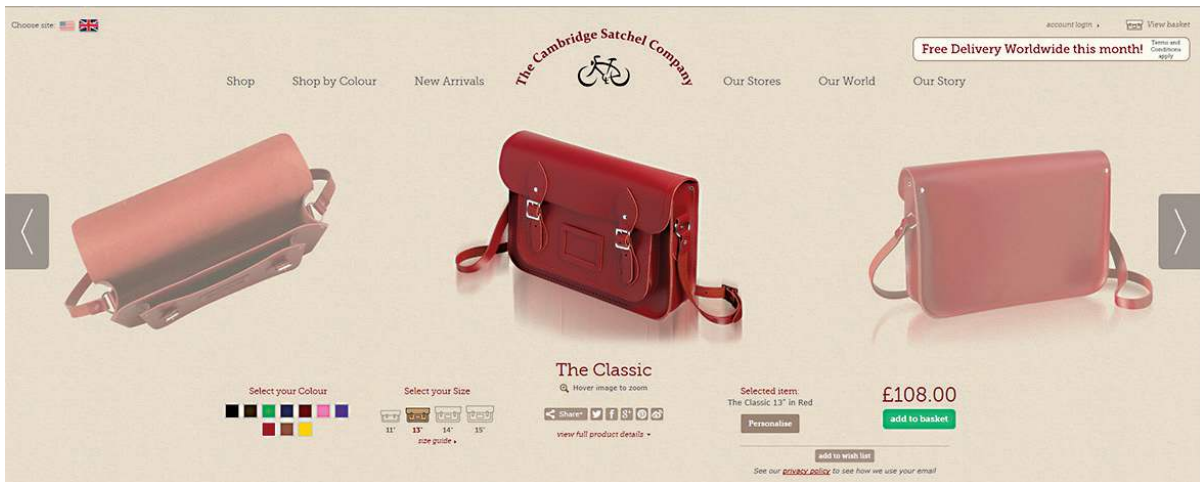 Choose site:
account login
View basket
The Cambridge Satchel Company
Free Delivery Worldwide this month!
Terms and
Conditions
apply
Shop
Shop by Colour
New Arrivals
Our Stores
Our World
Our Story
The Classic
Hover image to zoom
Select your Colour
Select your Size
11"
13"
14"
15"
size guide
Share+
view full product details
Selected item:
The Classic 13" in Red
Personalise
£108.00
add to basket
add to wish list
See our privacy policy to see how we use your email